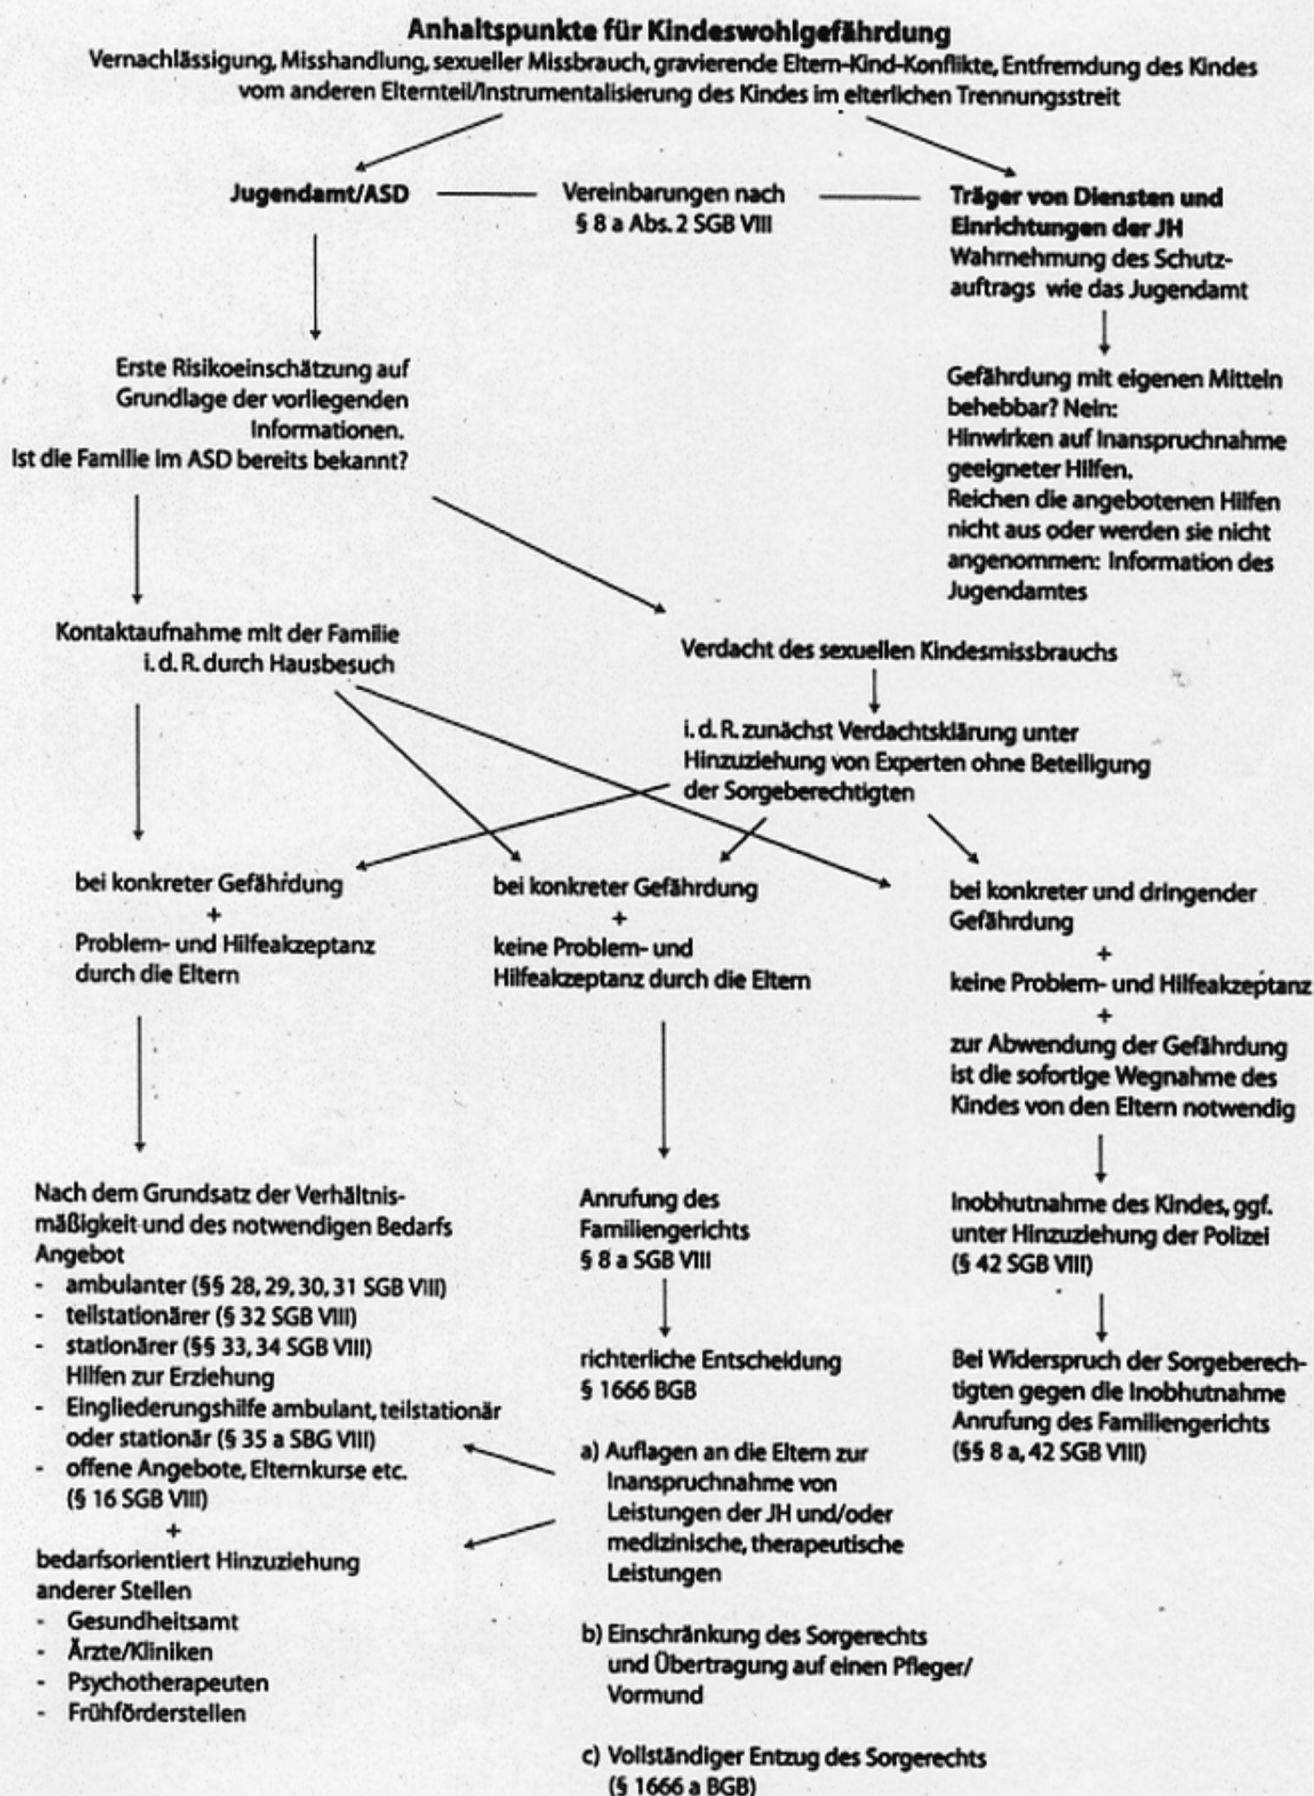 Anhaltspunkte für Kindeswohlgefährdung
Vernachlässigung, Misshandlung, sexueller Missbrauch, gravierende Eltern-Kind-Konflikte, Entfremdung des Kindes
vom anderen Elternteil/Instrumentalisierung des Kindes im elterlichen Trennungsstreit
Jugendamt/ASD
Vereinbarungen nach
§ 8 a Abs. 2 SGB VIII
Träger von Diensten und
Einrichtungen der JH
Wahrnehmung des Schutz-
auftrags wie das Jugendamt
Erste Risikoeinschätzung auf
Grundlage der vorliegenden
Informationen.
Ist die Familie im ASD bereits bekannt?
Gefährdung mit eigenen Mitteln
behebbar? Nein:
Hinwirken auf Inanspruchnahme
geeigneter Hilfen.
Reichen die angebotenen Hilfen
nicht aus oder werden sie nicht
angenommen: Information des
Jugendamtes
Kontaktaufnahme mit der Familie
i. d. R. durch Hausbesuch
Verdacht des sexuellen Kindesmissbrauchs
i. d. R. zunächst Verdachtsklärung unter
Hinzuziehung von Experten ohne Beteiligung
der Sorgeberechtigten
bei konkreter Gefährdung
+
Problem- und Hilfeakzeptanz
durch die Eltern
bei konkreter Gefährdung
+
keine Problem- und
Hilfeakzeptanz durch die Eltern
bei konkreter und dringender
Gefährdung
+
keine Problem- und Hilfeakzeptanz
+
zur Abwendung der Gefährdung
ist die sofortige Wegnahme des
Kindes von den Eltern notwendig
Nach dem Grundsatz der Verhältnis-
mäßigkeit und des notwendigen Bedarfs
Angebot
- ambulanter (§§ 28, 29, 30, 31 SGB VIII)
- teilstationärer (§ 32 SGB VIII)
- stationärer (§§ 33, 34 SGB VIII)
Hilfen zur Erziehung
- Eingliederungshilfe ambulant, teilstationär
oder stationär (§ 35 a SBG VIII)
- offene Angebote, Elternkurse etc.
(§ 16 SGB VIII)
+
bedarfsorientiert Hinzuziehung
anderer Stellen
- Gesundheitsamt
- Ärzte/Kliniken
- Psychotherapeuten
- Frühförderstellen
Anrufung des
Familiengerichts
§ 8 a SGB VIII
richterliche Entscheidung
§ 1666 BGB
a) Auflagen an die Eltern zur
Inanspruchnahme von
Leistungen der JH und/oder
medizinische, therapeutische
Leistungen
b) Einschränkung des Sorgerechts
und Übertragung auf einen Pfleger/
Vormund
c) Vollständiger Entzug des Sorgerechts
(§ 1666 a BGB)
Inobhutnahme des Kindes, ggf.
unter Hinzuziehung der Polizei
(§ 42 SGB VIII)
Bei Widerspruch der Sorgeberech-
tigten gegen die Inobhutnahme
Anrufung des Familiengerichts
(§§ 8 a, 42 SGB VIII)